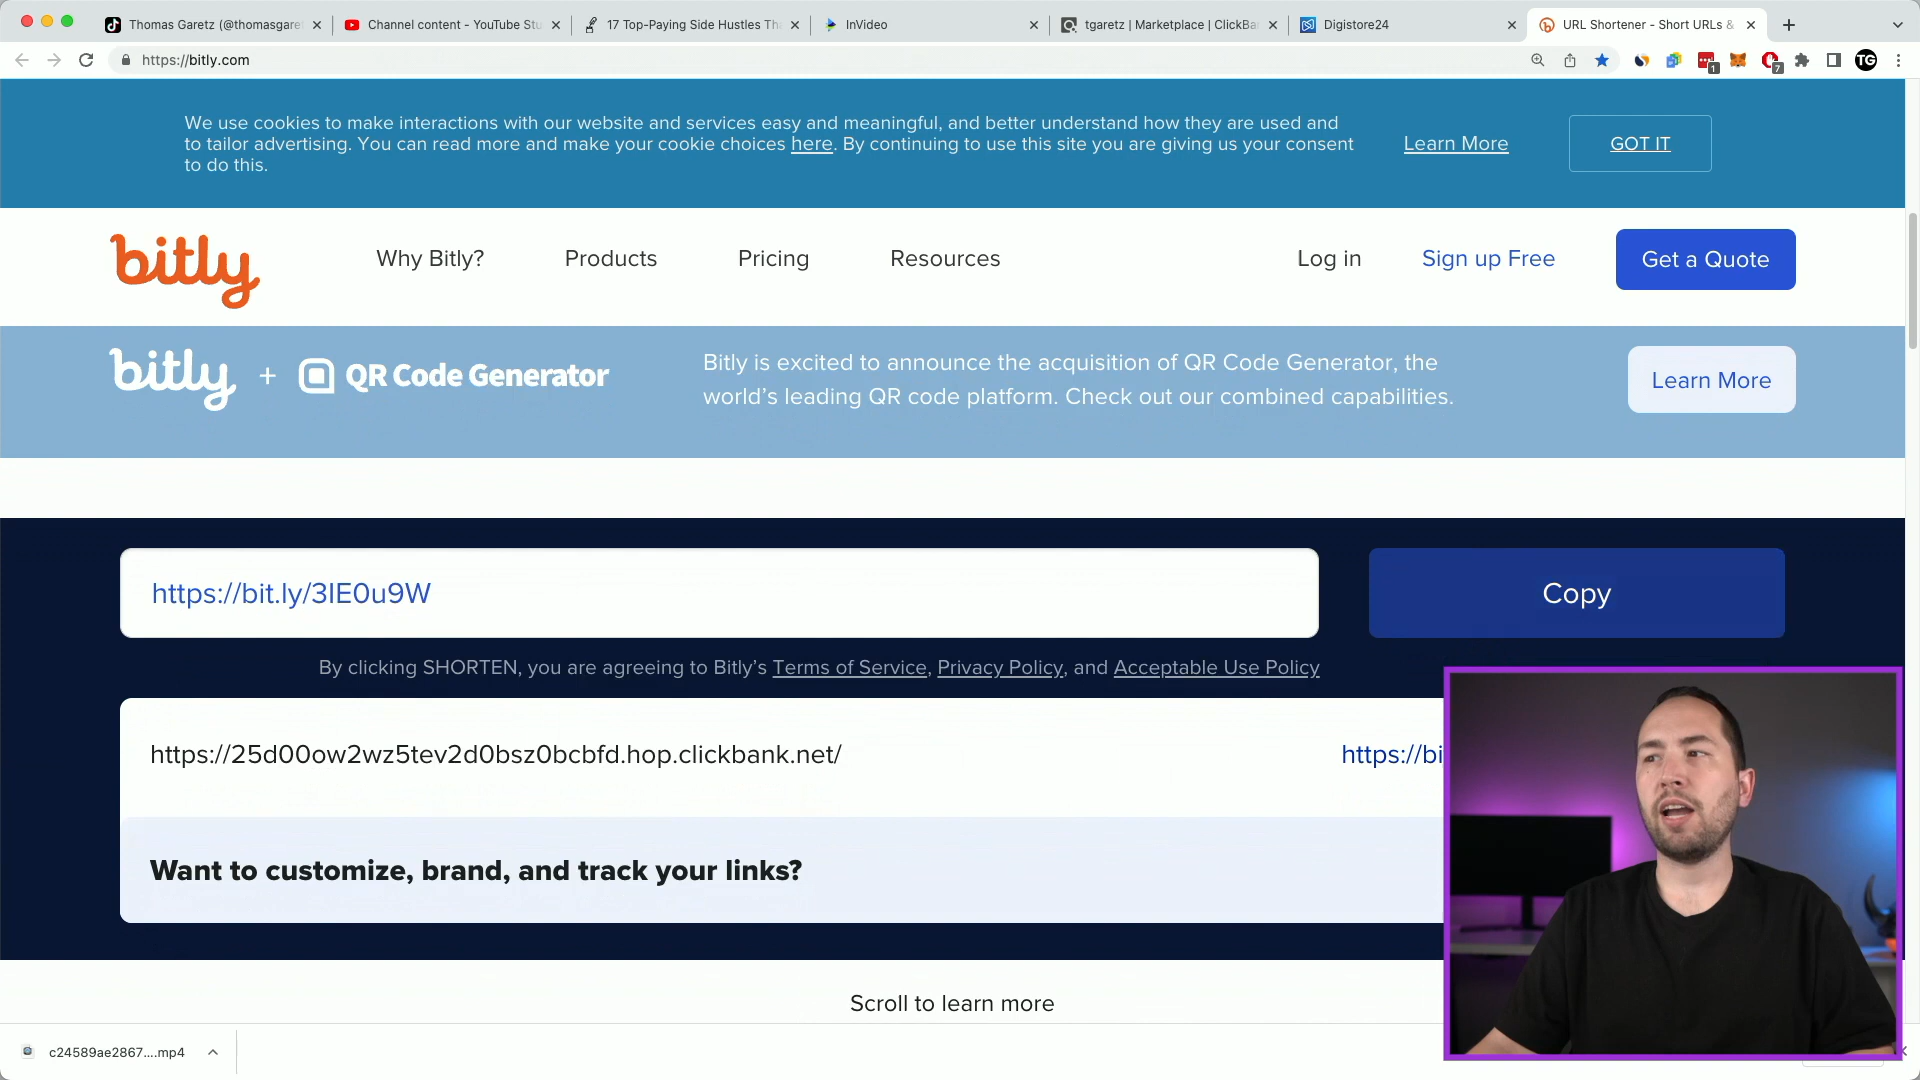 Thomas Garetz (@thomasgare
Channel content - YouTube Stu
17 Top-Paying Side Hustles Th
InVideo
tgaretz | Marketplace | ClickBa
Digistore24
URL Shortener - Short URLs &
https://bitly.com
1
7
TG
We use cookies to make interactions with our website and services easy and meaningful, and better understand how they are used and
to tailor advertising. You can read more and make your cookie choices here. By continuing to use this site you are giving us your consent
to do this.
Learn More
GOT IT
bitly
Why Bitly?
Products
Pricing
Resources
Log in
Sign up Free
Get a Quote
bitly + QR Code Generator
Bitly is excited to announce the acquisition of QR Code Generator, the
world's leading QR code platform. Check out our combined capabilities.
Learn More
https://bit.ly/3IE0u9W
Copy
By clicking SHORTEN, you are agreeing to Bitly's Terms of Service, Privacy Policy, and Acceptable Use Policy
https://25d00ow2wz5tev2d0bsz0bcbfd.hop.clickbank.net/
https://bi
Want to customize, brand, and track your links?
Scroll to learn more
c24589ae2867....mp4